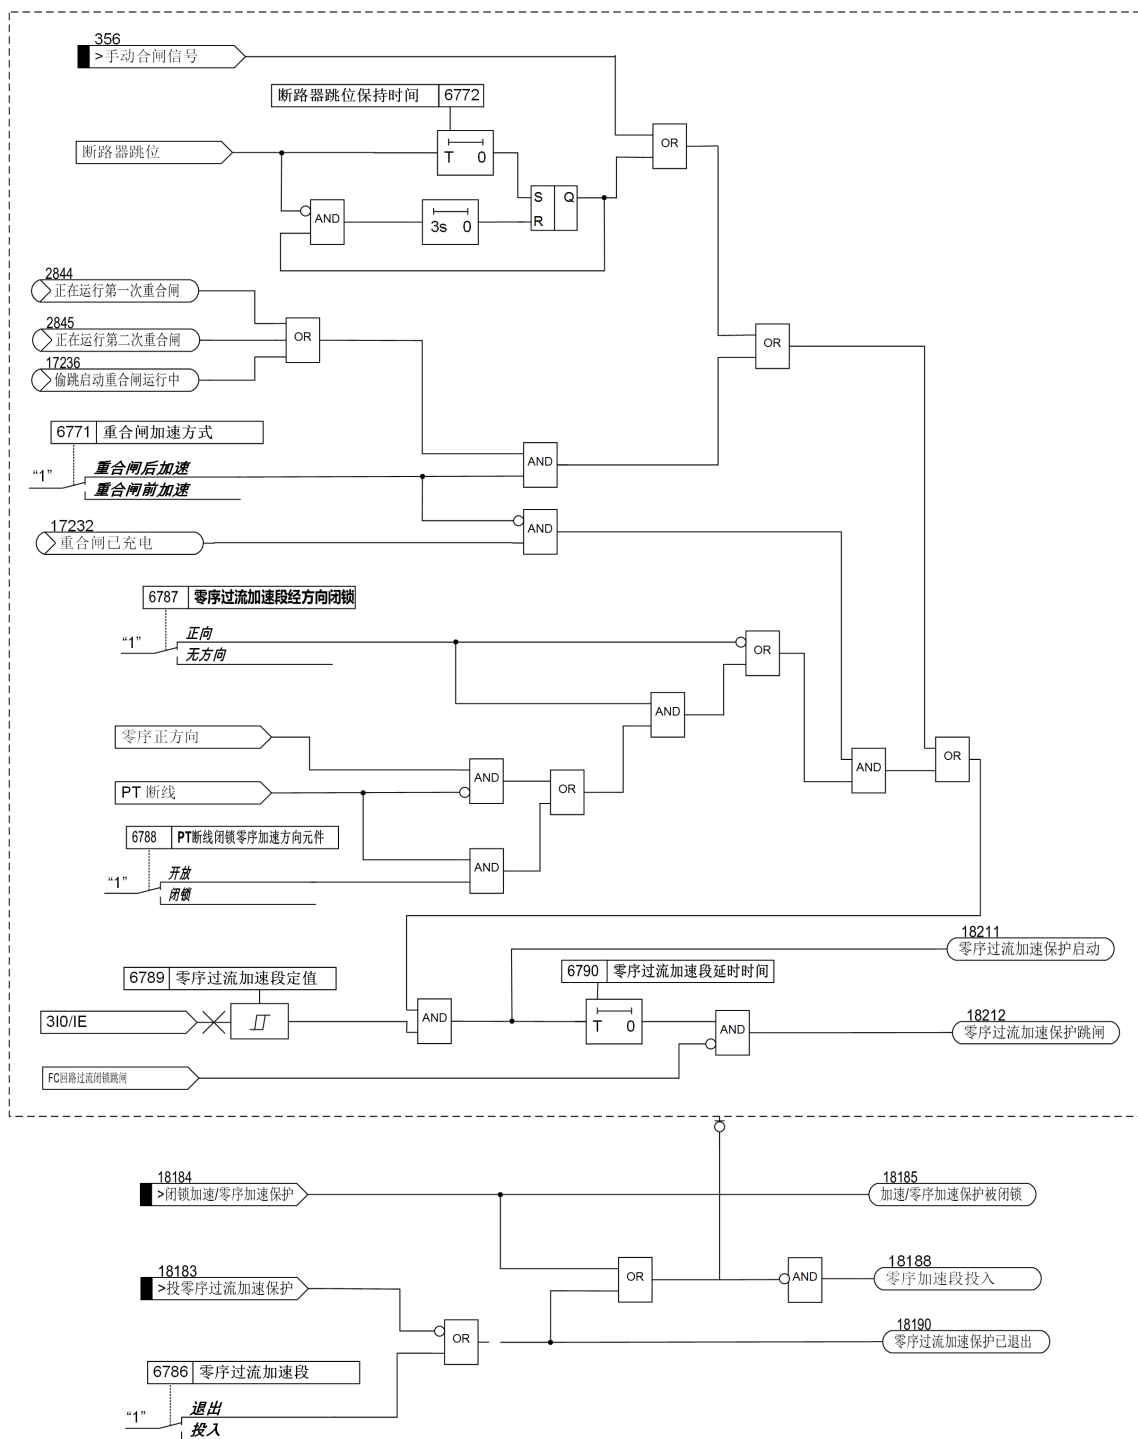 356
>手动合闸信号
断路器跳位保持时间 6772
断路器跳位
T 0
OR
S Q
R
AND
3s 0
2844
正在运行第一次重合闸
2845
正在运行第二次重合闸
OR
OR
17236
偷跳启动重合闸运行中
6771 重合闸加速方式
“1”
重合闸后加速
重合闸前加速
AND
17232
重合闸已充电
AND
6787 零序过流加速段经方向闭锁
“1”
正向
无方向
OR
AND
零序正方向
PT 断线
AND
OR
AND
OR
6788 PT断线闭锁零序加速方向元件
“1”
开放
闭锁
AND
18211
零序过流加速保护启动
6789 零序过流加速段定值
6790 零序过流加速段延时时间
3I0/IE
AND
T 0
AND
18212
零序过流加速保护跳闸
FC回路过流闭锁跳闸
18184
>闭锁加速/零序加速保护
18185
加速/零序加速保护被闭锁
18183
>投零序过流加速保护
OR
AND
18188
零序加速段投入
OR
18190
零序过流加速保护已退出
6786 零序过流加速段
“1”
退出
投入